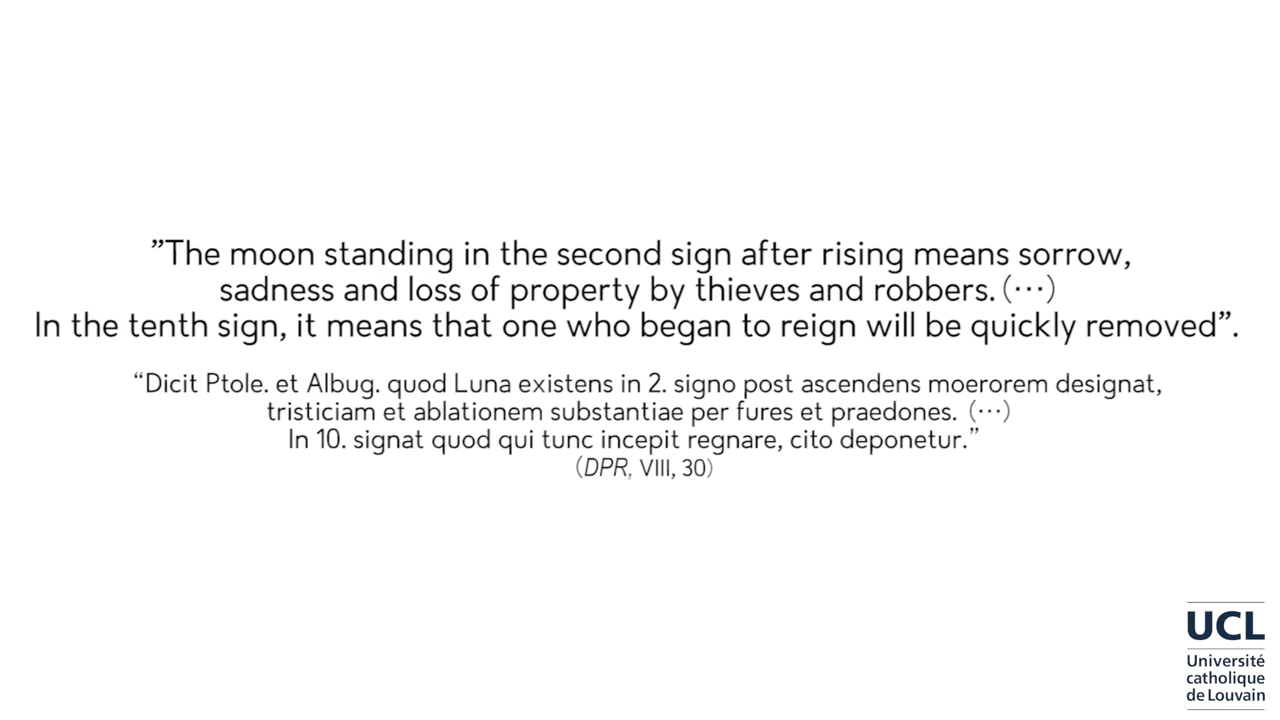 ”The moon standing in the second sign after rising means sorrow,
sadness and loss of property by thieves and robbers. (···)
In the tenth sign, it means that one who began to reign will be quickly removed”.
“Dicit Ptole. et Albug. quod Luna existens in 2. signo post ascendens moerorem designat,
tristiciam et ablationem substantiae per fures et praedones. (···)
In 10. signat quod qui tunc incepit regnare, cito deponetur.”
(DPR, VIII, 30)
UCL
Université
catholique
de Louvain